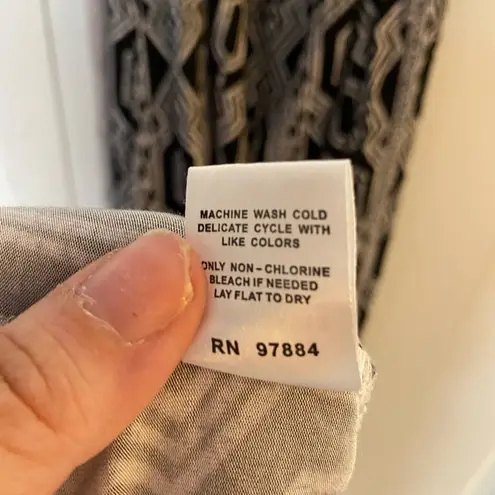 MACHINE WASH COLD
DELICATE CYCLE WITH
LIKE COLORS
ONLY NON-CHLORINE
BLEACH IF NEEDED
LAY FLAT TO DRY
RN 97884